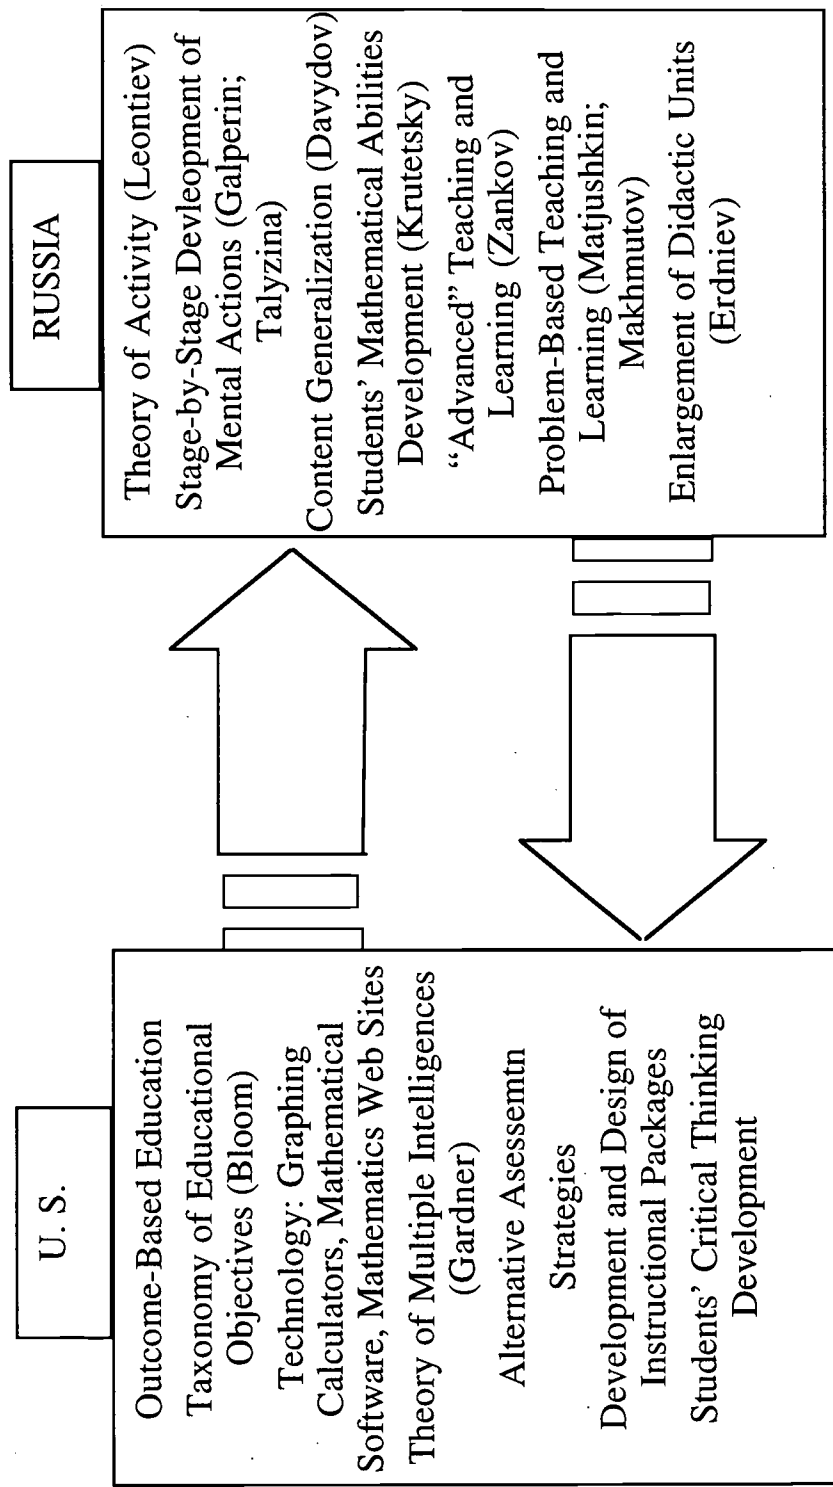 U. S.
Outcome-Based Education
Taxonomy of Educational
Objectives (Bloom)
Technology: Graphing
Calculators, Mathematical
Software, Mathematics Web Sites
Theory of Multiple Intelligences
(Gardner)
Alternative Asessemtn
Strategies
Development and Design of
Instructional Packages
Students’ Critical Thinking
Development
RUSSIA
Theory of Activity (Leontiev)
Stage-by-Stage Devleopment of
Mental Actions (Galperin;
Talyzina)
Content Generalization (Davydov)
Students’ Mathematical Abilities
Development (Krutetsky)
“Advanced” Teaching and
Learning (Zankov)
Problem-Based Teaching and
Learning (Matjushkin;
Makhmutov)
Enlargement of Didactic Units
(Erdniev)